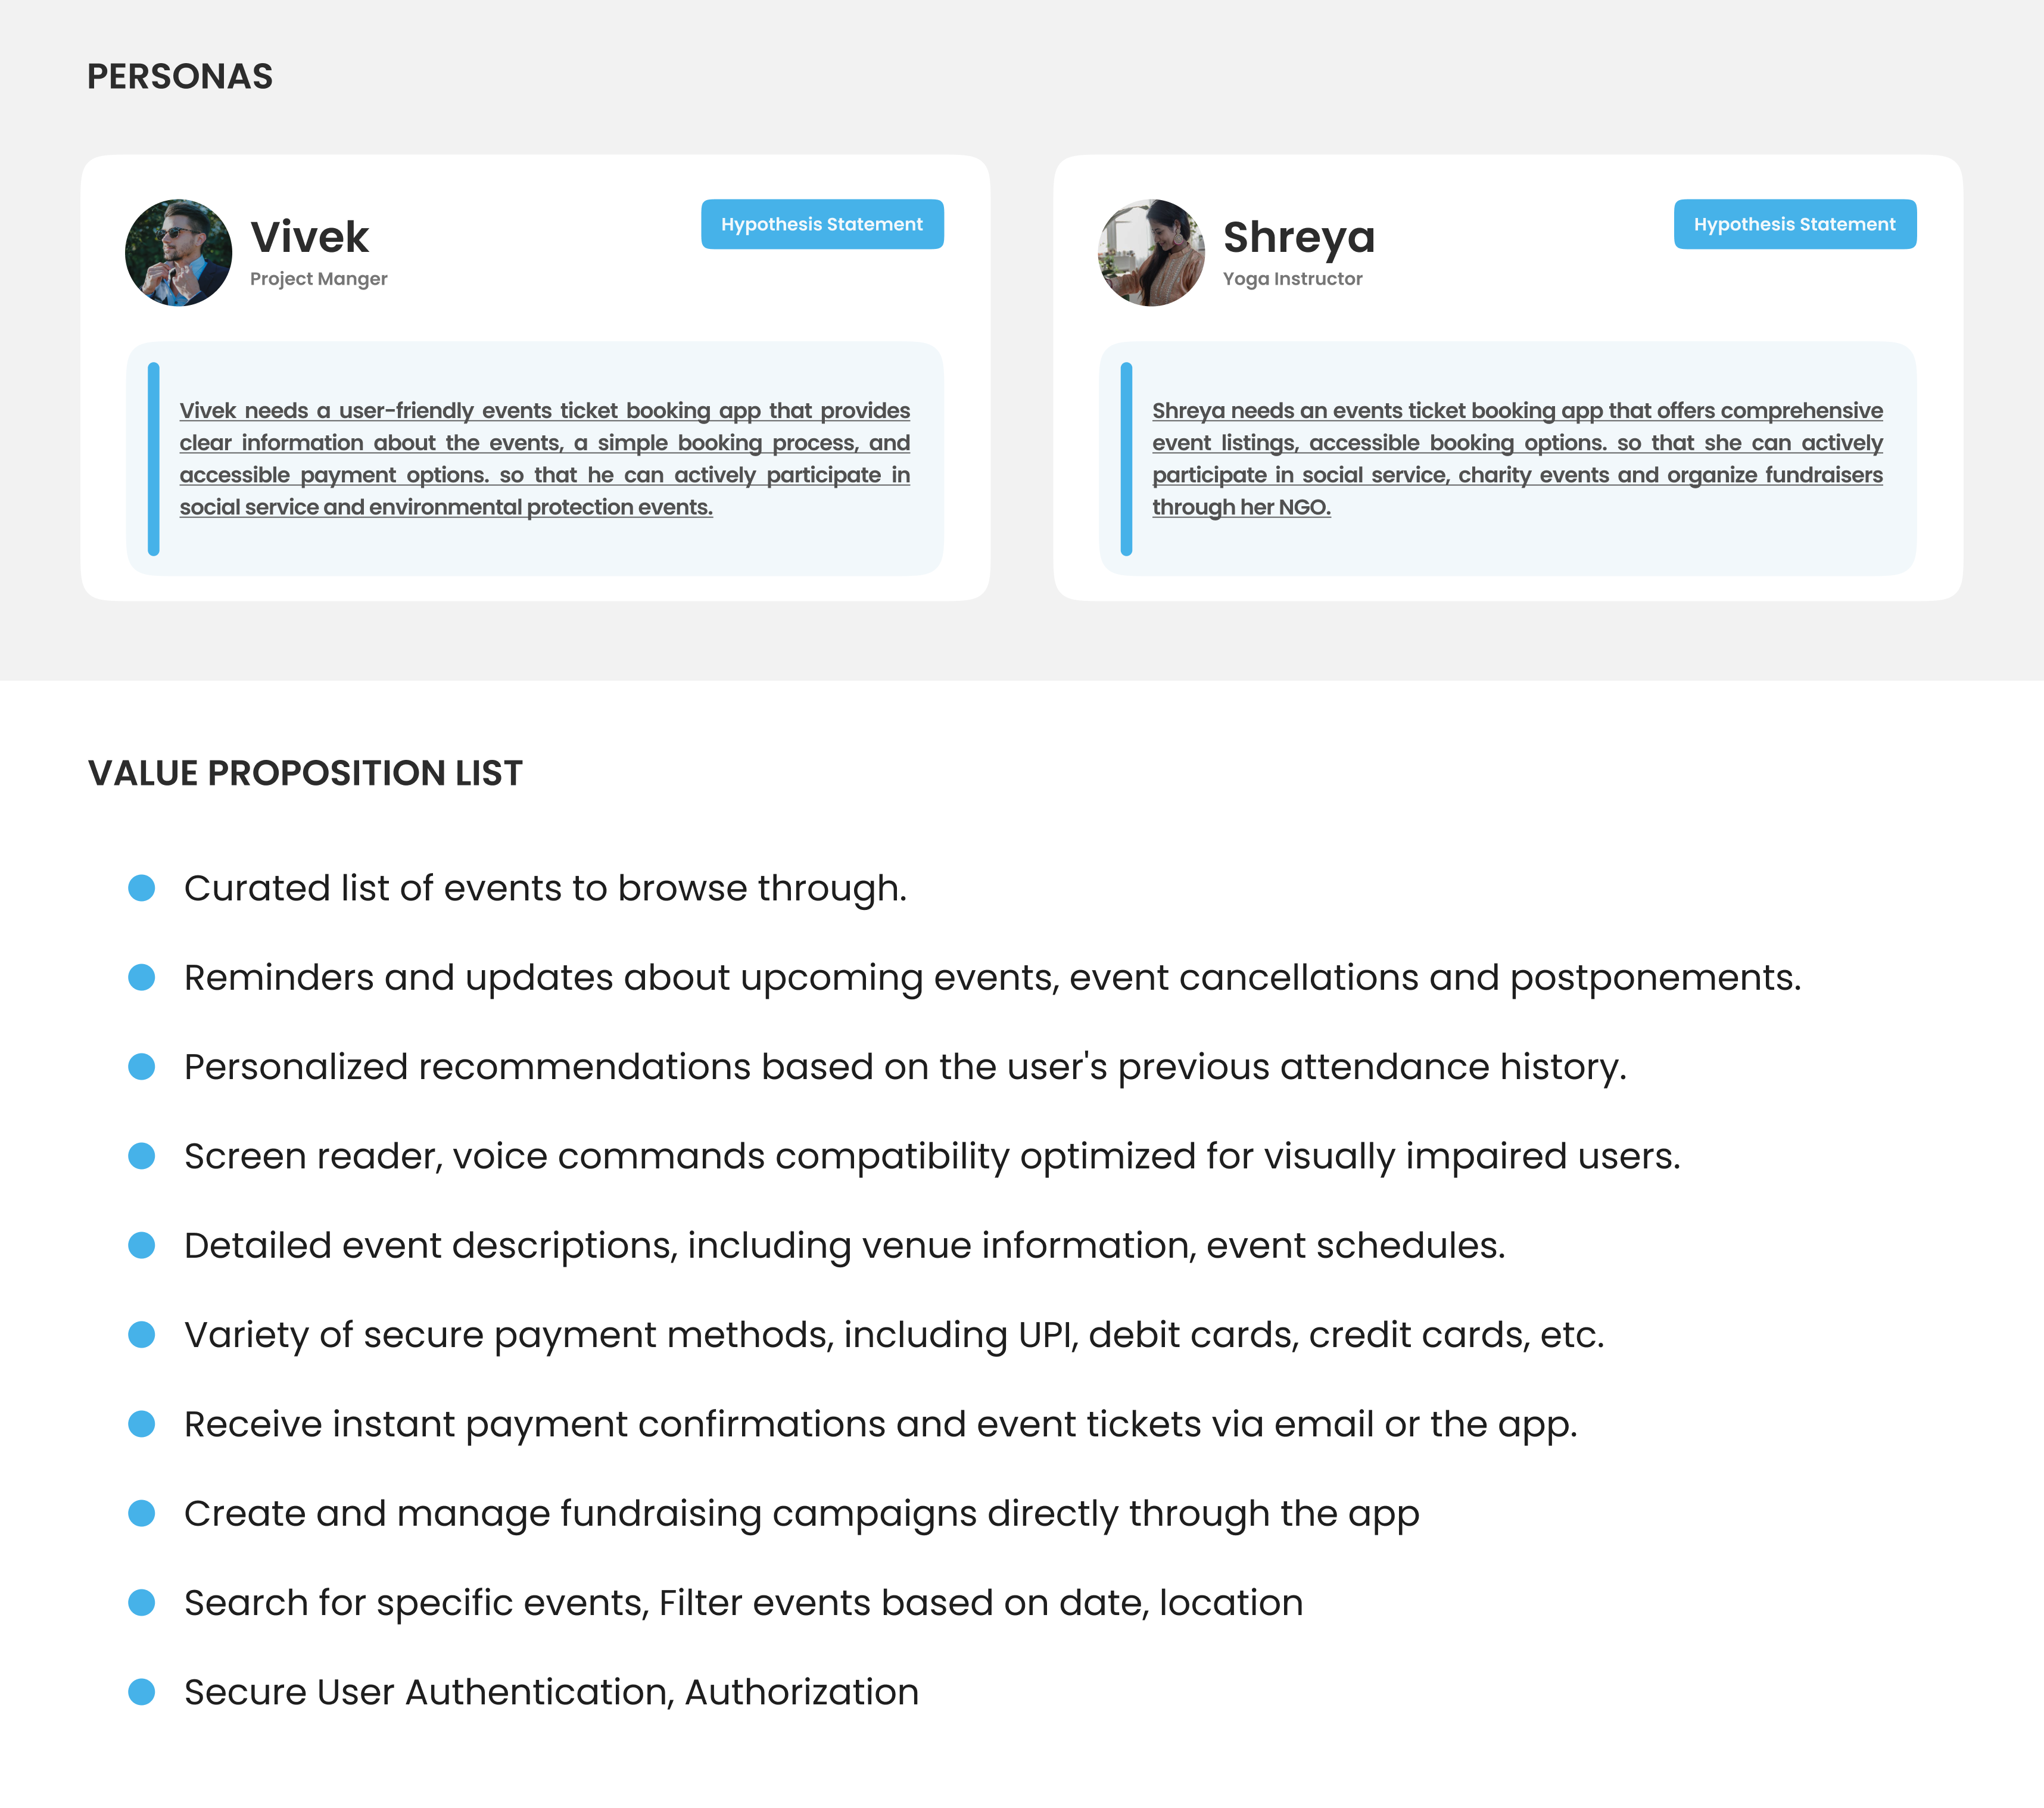 PERSONAS
Vivek
Project Manger
Hypothesis Statement
Vivek needs a user-friendly events ticket booking app that provides
clear information about the events, a simple booking process, and
accessible payment options. so that he can actively participate in
social service and environmental protection events.
Shreya
Yoga Instructor
Hypothesis Statement
Shreya needs an events ticket booking app that offers comprehensive
event listings, accessible booking options. so that she can actively
participate in social service, charity events and organize fundraisers
through her NGO.
VALUE PROPOSITION LIST
Curated list of events to browse through.
Reminders and updates about upcoming events, event cancellations and postponements.
Personalized recommendations based on the user's previous attendance history.
Screen reader, voice commands compatibility optimized for visually impaired users.
Detailed event descriptions, including venue information, event schedules.
Variety of secure payment methods, including UPI, debit cards, credit cards, etc.
Receive instant payment confirmations and event tickets via email or the app.
Create and manage fundraising campaigns directly through the app
Search for specific events, Filter events based on date, location
Secure User Authentication, Authorization